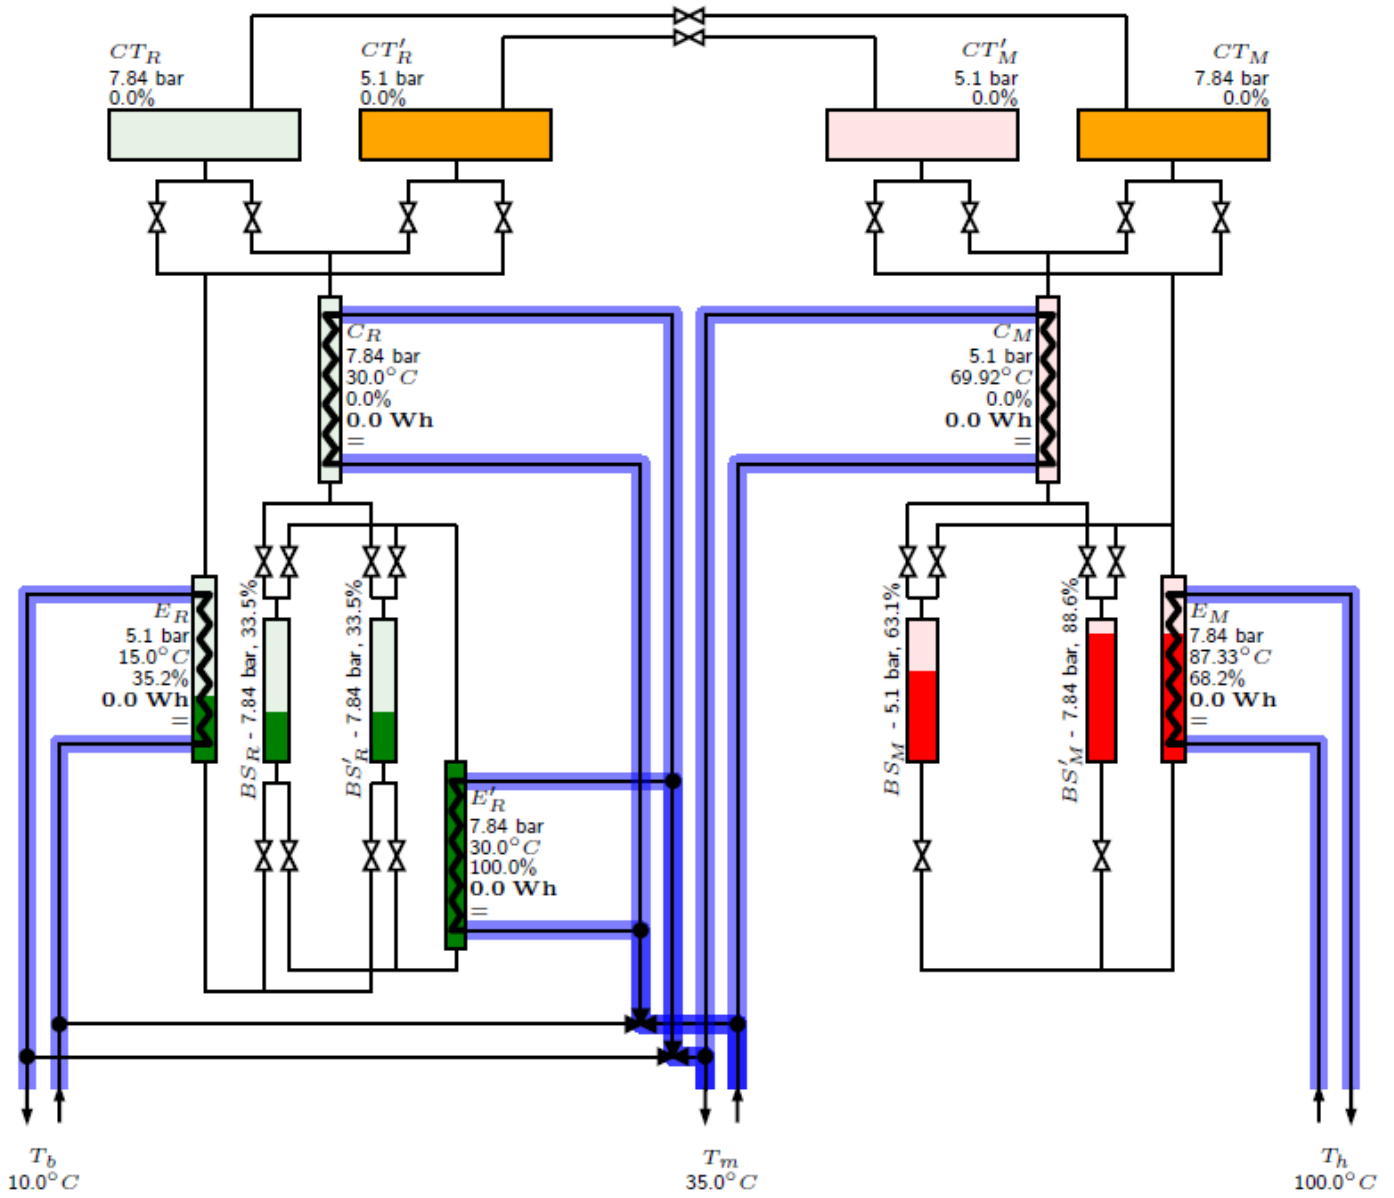 CT_R
7.84 bar
0.0%
CT'_R
5.1 bar
0.0%
CT'_M
5.1 bar
0.0%
CT_M
7.84 bar
0.0%
C_R
7.84 bar
30.0°C
0.0%
0.0 Wh
=
C_M
5.1 bar
69.92°C
0.0%
0.0 Wh
=
E_R
5.1 bar
15.0°C
35.2%
0.0 Wh
=
BS_R - 7.84 bar, 33.5%
BS'_R - 7.84 bar, 33.5%
E'_R
7.84 bar
30.0°C
100.0%
0.0 Wh
=
BS_M - 5.1 bar, 63.1%
BS'_M - 7.84 bar, 88.6%
E_M
7.84 bar
87.33°C
68.2%
0.0 Wh
=
T_b
10.0°C
T_m
35.0°C
T_h
100.0°C